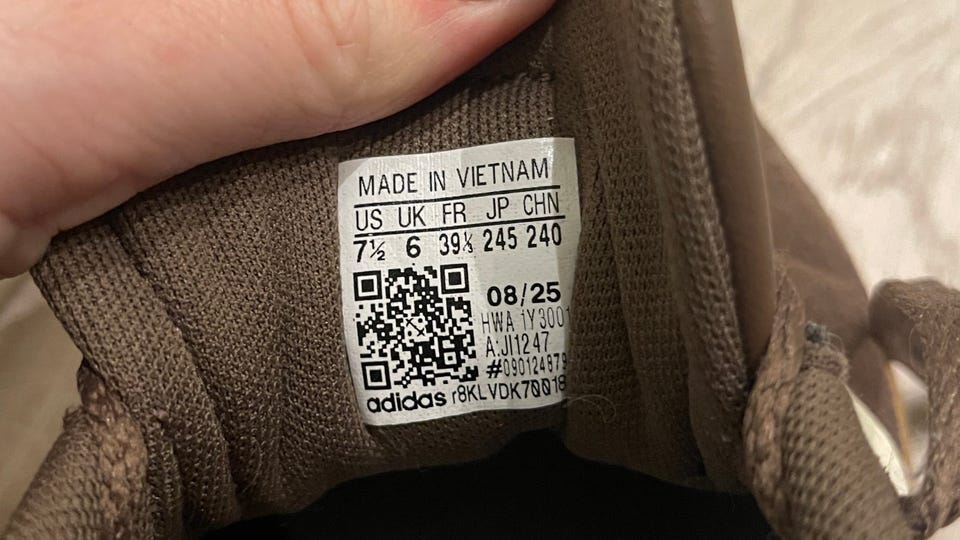 MADE IN VIETNAM
US UK FR JP CHN
7½ 6 39⅓ 245 240
08/25
HWA 1Y3001
A:JI1247
#090124879
adidas r8KLVDK70018